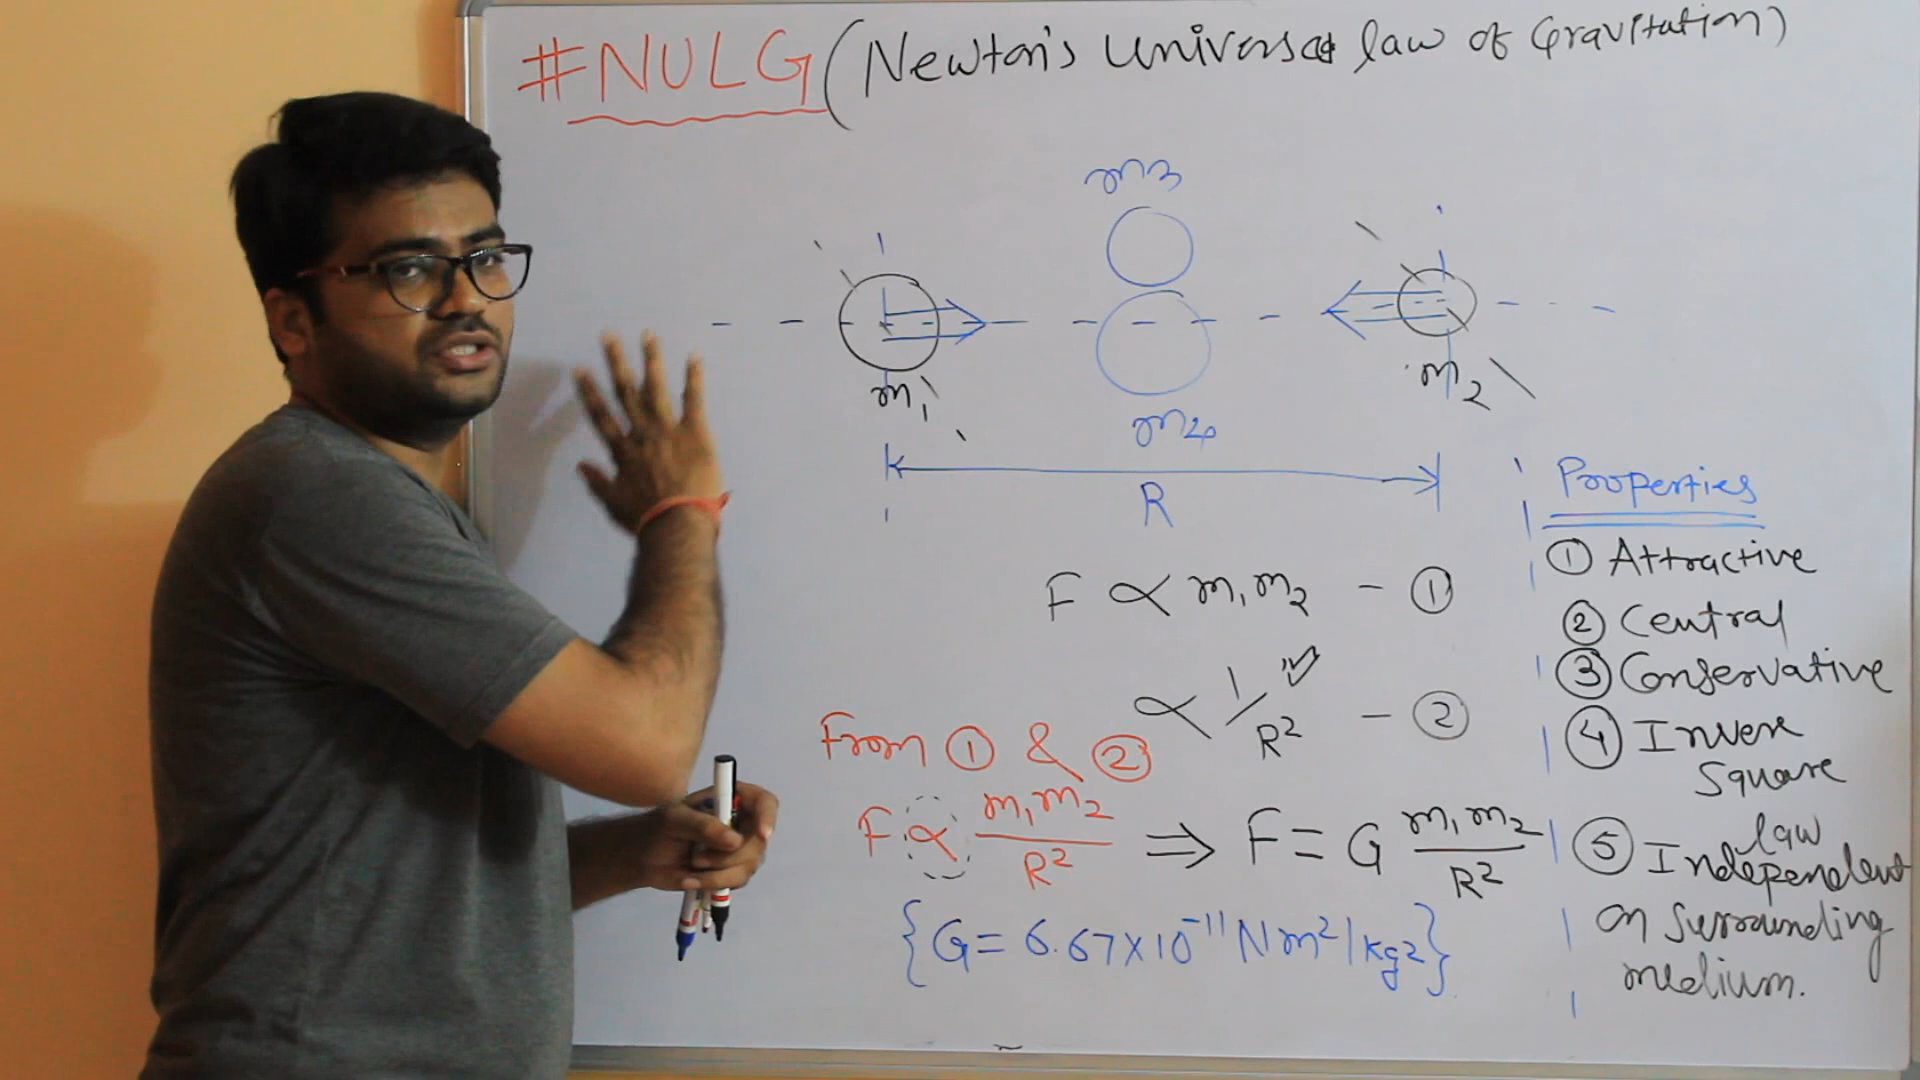 #NULG (Newton's Universal law of Gravitation)
m3
m1
m2
m4
R
Properties
① Attractive
② Central
③ Conservative
④ Inverse
Square
law
⑤ Independent
on surrounding
medium.
F ∝ m1m2 - ①
∝ 1/R² - ②
From ① & ②
F ∝ m1m2/R² ⇒ F = G m1m2/R²
{G = 6.67×10⁻¹¹ Nm²/kg2}